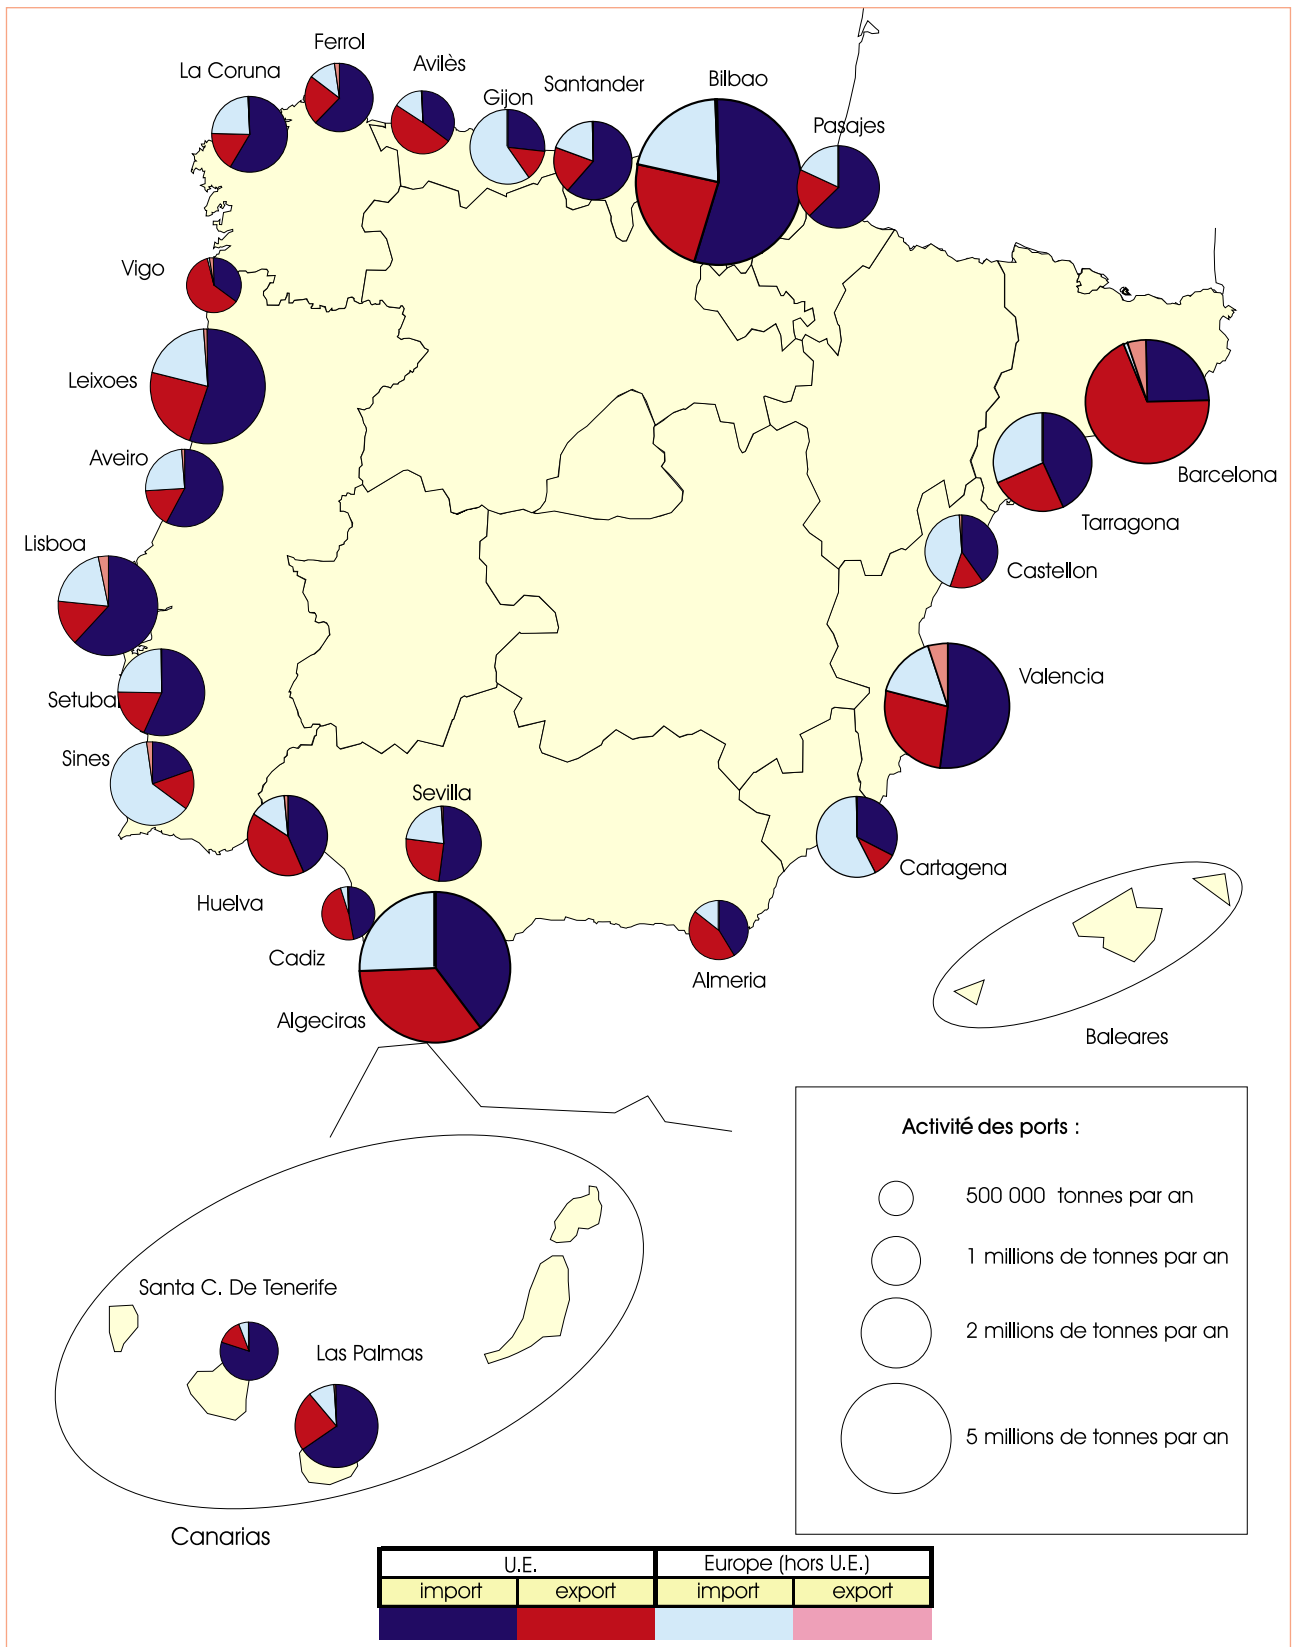 Ferrol
La Coruna
Avilès
Gijon
Santander
Bilbao
Pasajes
Vigo
Leixoes
Aveiro
Lisboa
Setubal
Sines
Barcelona
Tarragona
Castellon
Valencia
Sevilla
Huelva
Cadiz
Algeciras
Almeria
Cartagena
Baleares
Activité des ports :
500 000 tonnes par an
1 millions de tonnes par an
2 millions de tonnes par an
5 millions de tonnes par an
Santa C. De Tenerife
Las Palmas
Canarias
U.E. Europe (hors U.E.)
import export import export